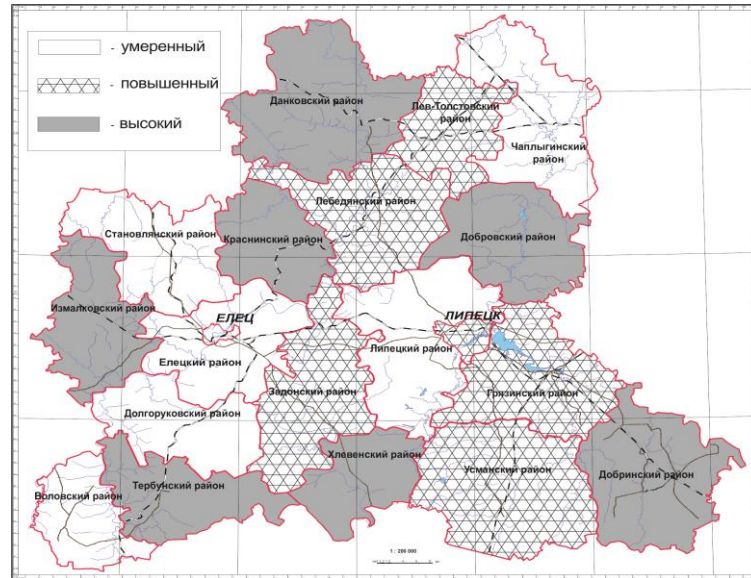 - умеренный
- повышенный
- высокий
Данковский район
Лев-Толстовский район
Чаплыгинский
район
Лебедянский район
Становлянский район
Краснинский район
Добровский район
Измалковский район
ЕЛЕЦ
ЛИПЕЦК
Елецкий район
Липецкий район
Задонский район
Грязинский район
Долгоруковский район
Хлевенский район
Усманский район
Добринский район
Тербунский район
Воловский район
1 : 200 000